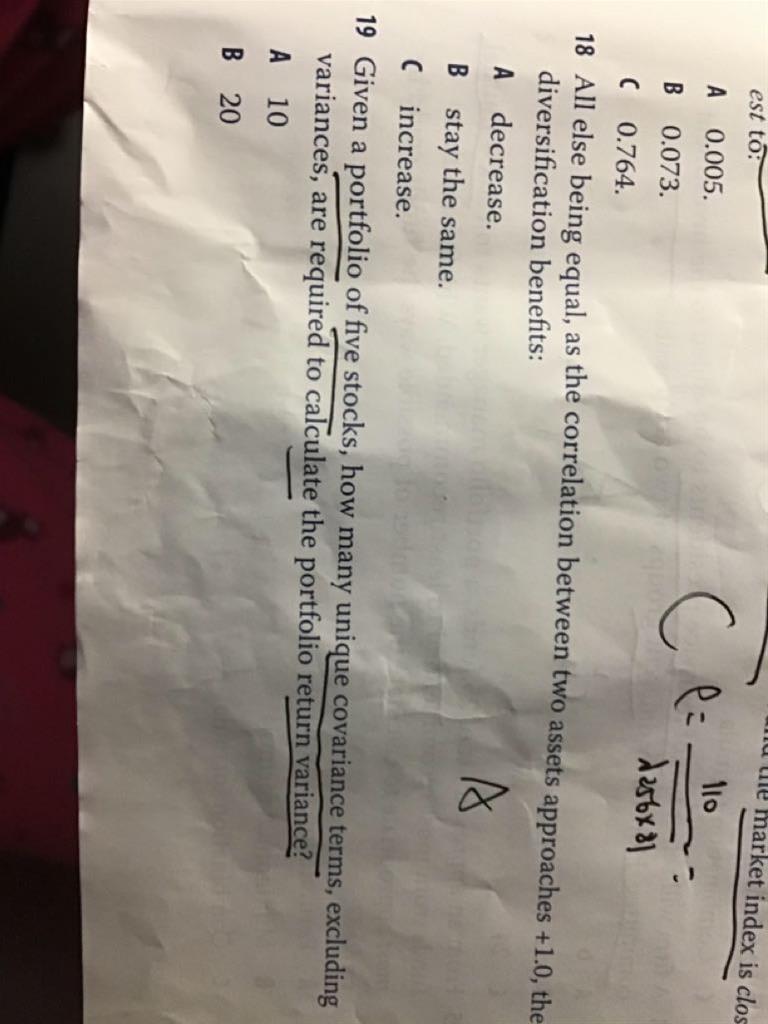 and the market index is clos
est to:
A 0.005.
B 0.073.
C 0.764.
C ρ = 110
√256×81
18 All else being equal, as the correlation between two assets approaches +1.0, the
diversification benefits:
A decrease.
B stay the same.
C increase.
A
19 Given a portfolio of five stocks, how many unique covariance terms, excluding
variances, are required to calculate the portfolio return variance?
A 10
B 20